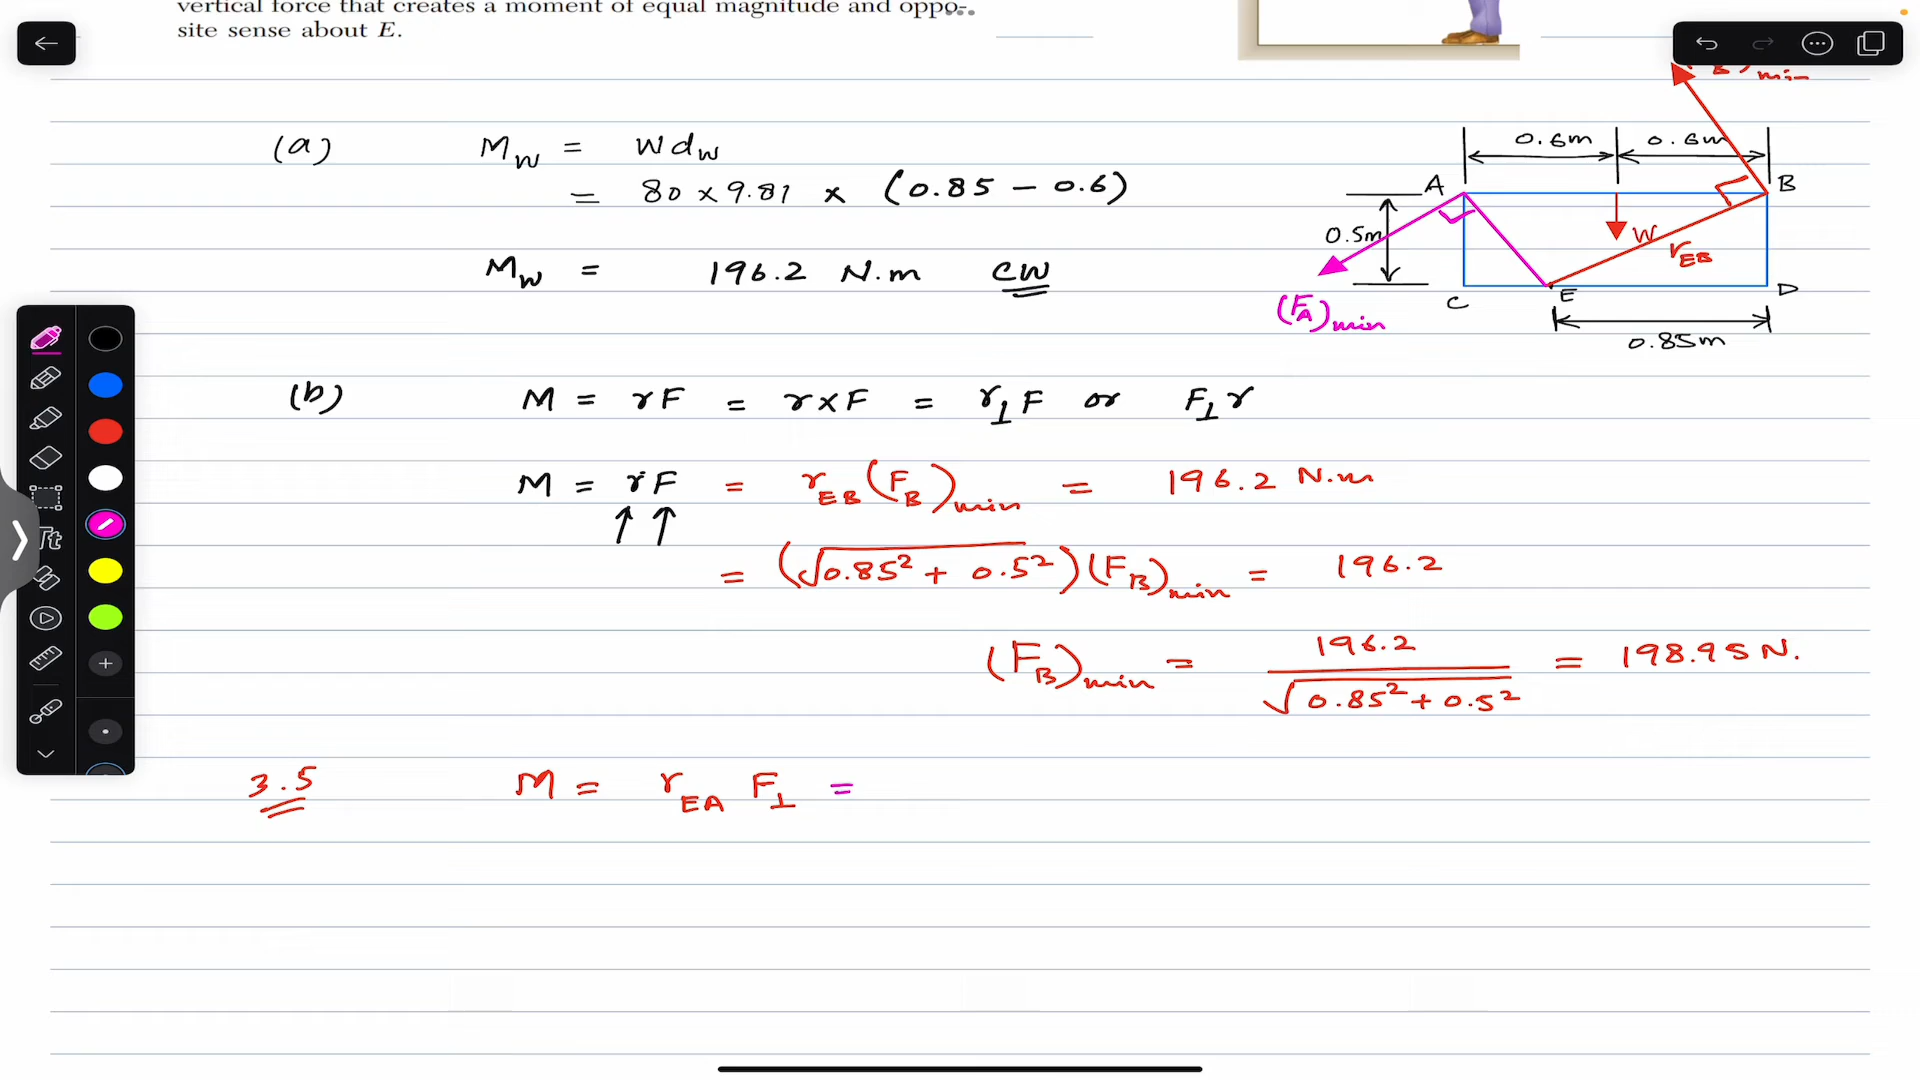 vertical force that creates a moment of equal magnitude and oppo-
site sense about E.
(a) M_W = W d_W
= 80 × 9.81 × (0.85 − 0.6)
M_W = 196.2 N.m CW
(b) M = rF = r×F = r⊥F or F⊥r
M = rF = r_EB (F_B)_min = 196.2 N.m
= (√0.85² + 0.5²)(F_B)_min = 196.2
(F_B)_min = 196.2 / √0.85² + 0.5² = 198.95 N.
3.5 M = r_EA F⊥ =
min
0.6m 0.6m
A B
0.5m W
r_EB
C E D
(F_A)_min
0.85m
Tt